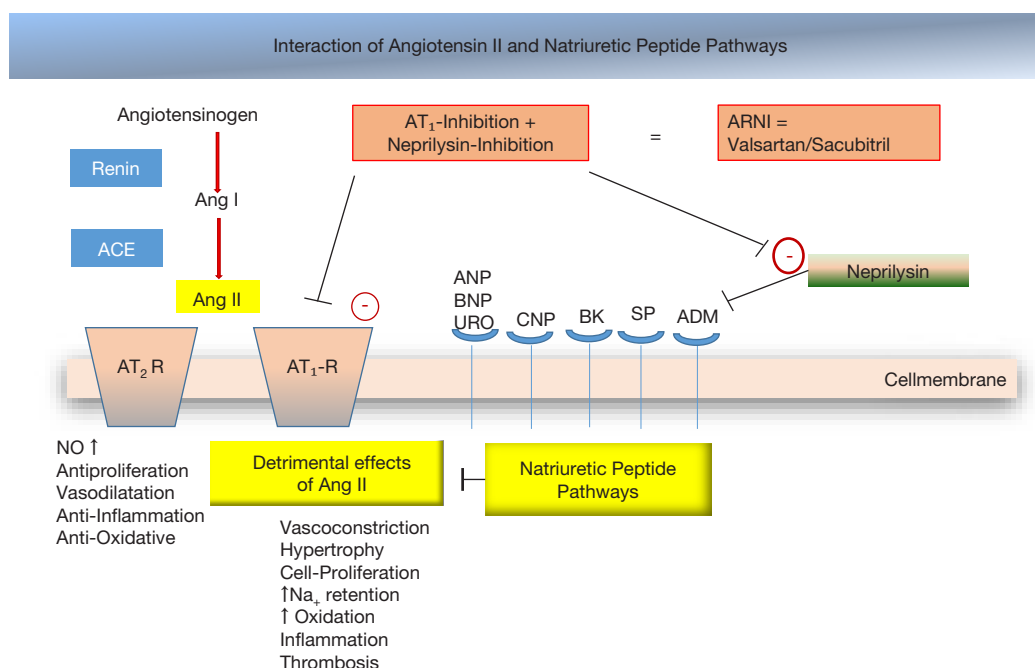 Interaction of Angiotensin II and Natriuretic Peptide Pathways
Angiotensinogen
Renin
Ang I
ACE
Ang II
AT₁-Inhibition +
Neprilysin-Inhibition
=
ARNI =
Valsartan/Sacubitril
-
-
Neprilysin
ANP
BNP
URO
CNP
BK
SP
ADM
AT₂ R
AT₁-R
Cellmembrane
NO ↑
Antiproliferation
Vasodilatation
Anti-Inflammation
Anti-Oxidative
Detrimental effects
of Ang II
Natriuretic Peptide
Pathways
Vascoconstriction
Hypertrophy
Cell-Proliferation
↑Na₊ retention
↑ Oxidation
Inflammation
Thrombosis